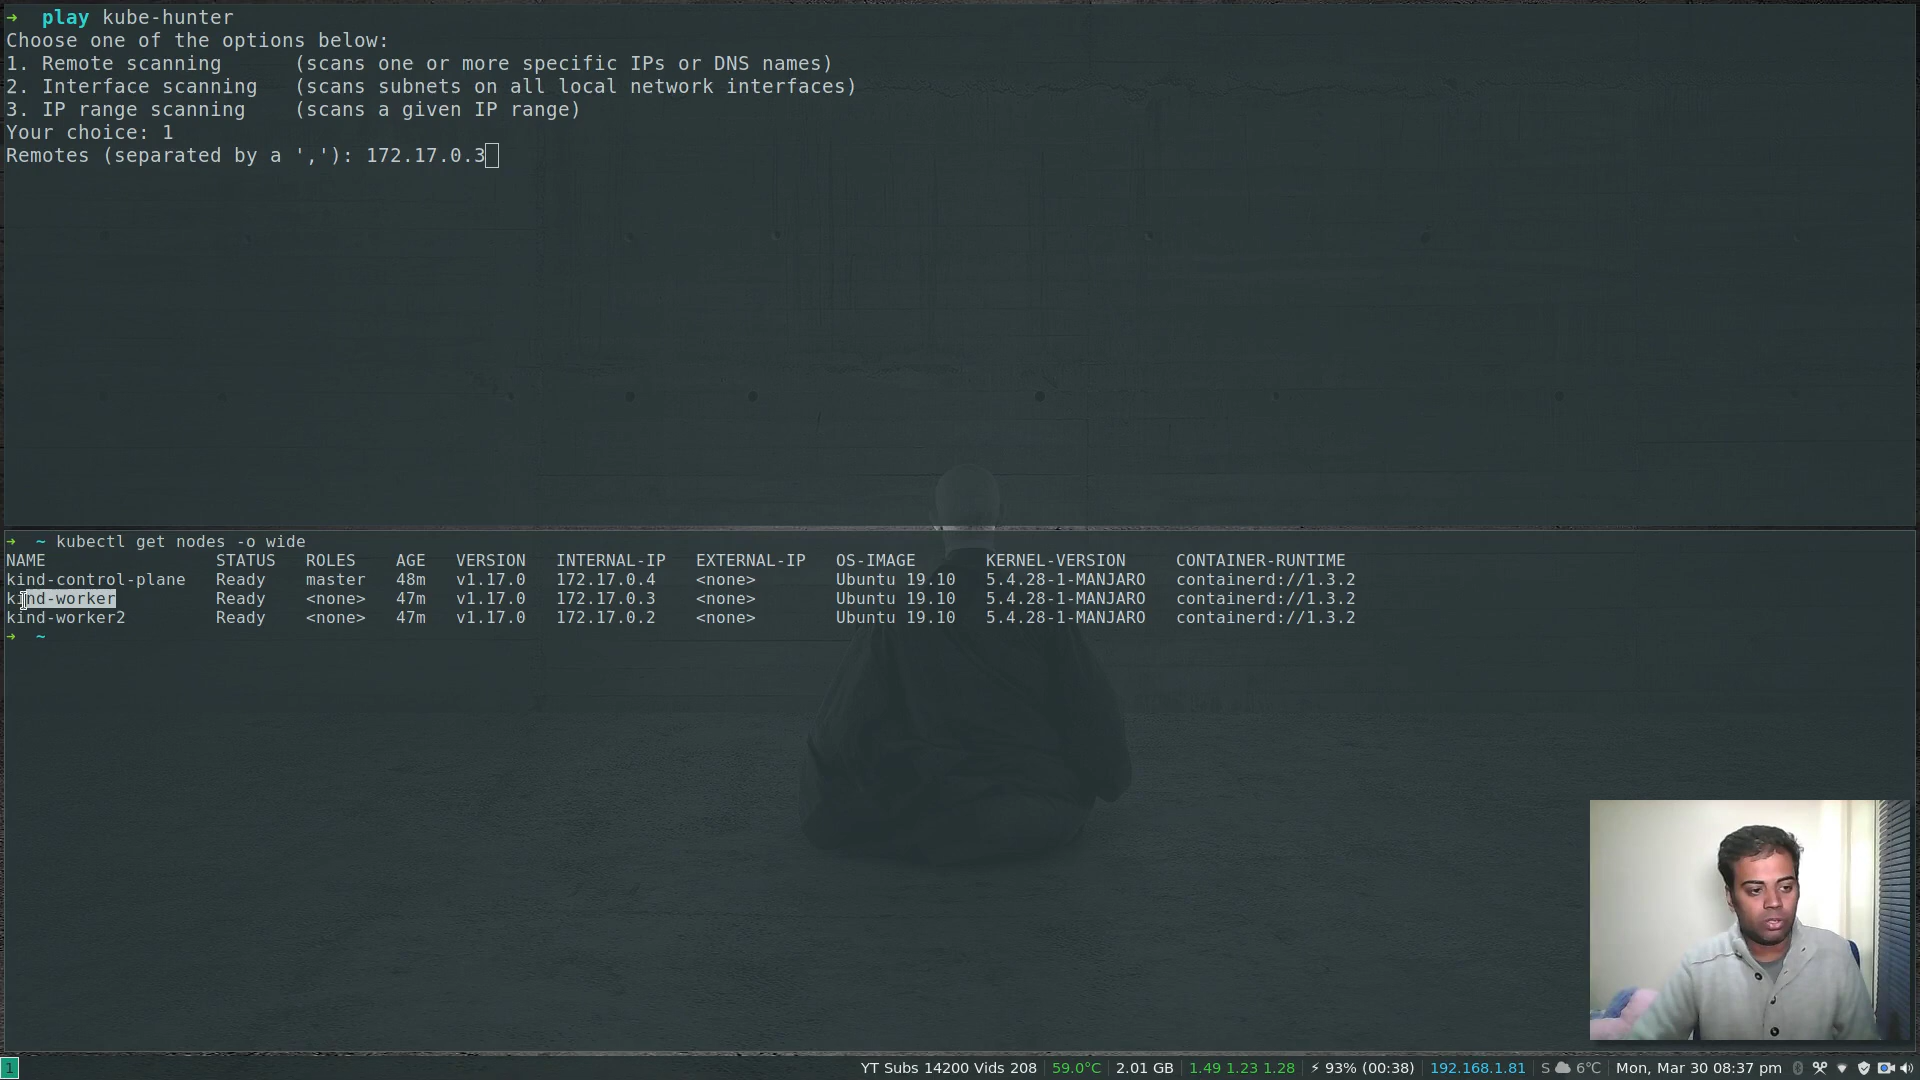 ➜  play kube-hunter
Choose one of the options below:
1. Remote scanning      (scans one or more specific IPs or DNS names)
2. Interface scanning   (scans subnets on all local network interfaces)
3. IP range scanning    (scans a given IP range)
Your choice: 1
Remotes (separated by a ','): 172.17.0.3
➜  ~ kubectl get nodes -o wide
NAME                 STATUS   ROLES    AGE   VERSION   INTERNAL-IP   EXTERNAL-IP   OS-IMAGE       KERNEL-VERSION     CONTAINER-RUNTIME
kind-control-plane   Ready    master   48m   v1.17.0   172.17.0.4    <none>        Ubuntu 19.10   5.4.28-1-MANJARO   containerd://1.3.2
kind-worker          Ready    <none>   47m   v1.17.0   172.17.0.3    <none>        Ubuntu 19.10   5.4.28-1-MANJARO   containerd://1.3.2
kind-worker2         Ready    <none>   47m   v1.17.0   172.17.0.2    <none>        Ubuntu 19.10   5.4.28-1-MANJARO   containerd://1.3.2
➜  ~
1 YT Subs 14200 Vids 208 59.0°C 2.01 GB 1.49 1.23 1.28 ⚡ 93% (00:38) 192.168.1.81 S 6°C Mon, Mar 30 08:37 pm